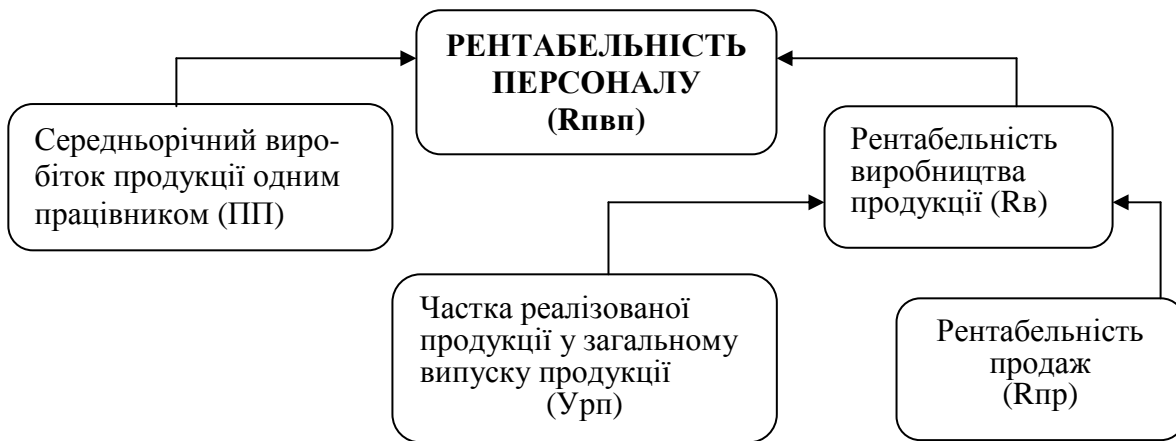 РЕНТАБЕЛЬНІСТЬ
ПЕРСОНАЛУ
(Rпвп)
Середньорічний виро-
біток продукції одним
працівником (ПП)
Рентабельність
виробництва
продукції (Rв)
Частка реалізованої
продукції у загальному
випуску продукції
(Урп)
Рентабельність
продаж
(Rпр)